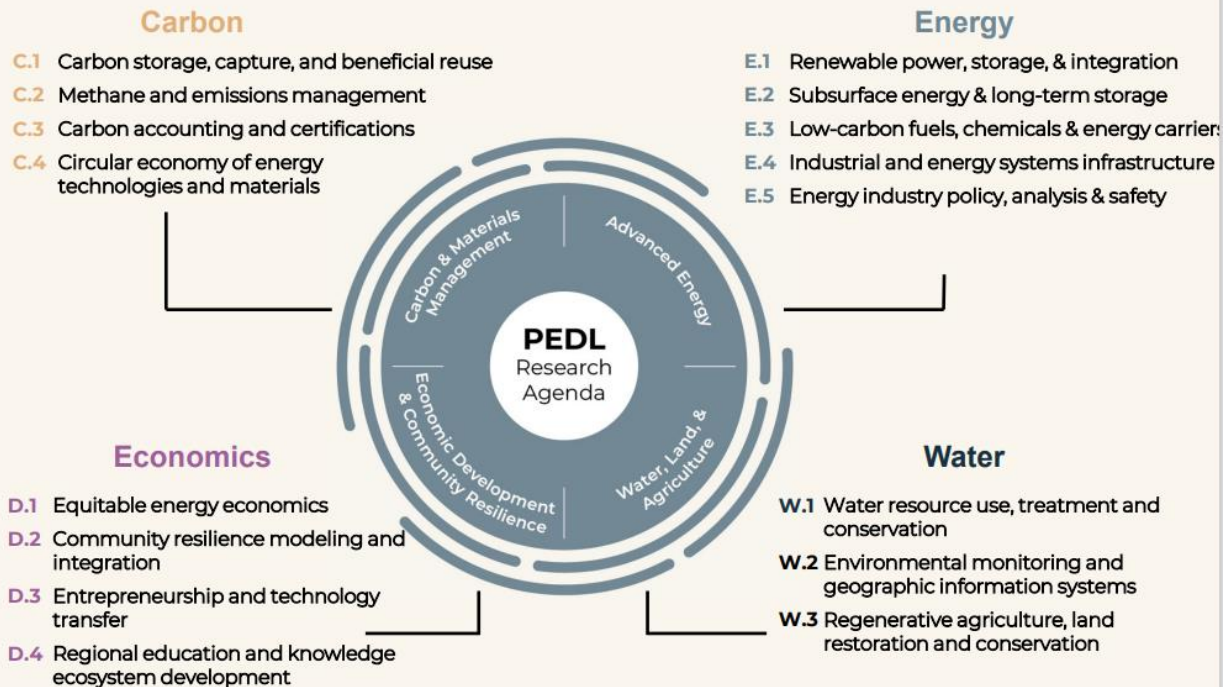 Carbon
C.1 Carbon storage, capture, and beneficial reuse
C.2 Methane and emissions management
C.3 Carbon accounting and certifications
C.4 Circular economy of energy
technologies and materials
Energy
E.1 Renewable power, storage, & integration
E.2 Subsurface energy & long-term storage
E.3 Low-carbon fuels, chemicals & energy carriers
E.4 Industrial and energy systems infrastructure
E.5 Energy industry policy, analysis & safety
Carbon & Materials
Management
Advanced Energy
PEDL
Research
Agenda
Economic Development
& Community Resilience
Water, Land, &
Agriculture
Economics
D.1 Equitable energy economics
D.2 Community resilience modeling and
integration
D.3 Entrepreneurship and technology
transfer
D.4 Regional education and knowledge
ecosystem development
Water
W.1 Water resource use, treatment and
conservation
W.2 Environmental monitoring and
geographic information systems
W.3 Regenerative agriculture, land
restoration and conservation